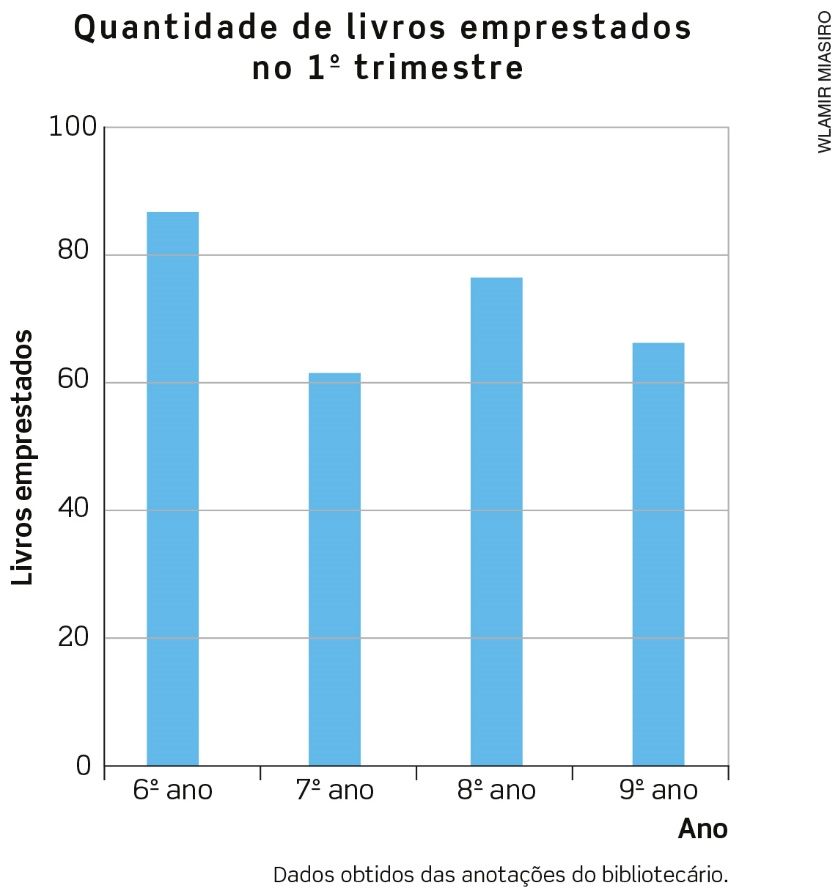 Quantidade de livros emprestados
no 1º trimestre
WLAMIR MIASIRO
100
80
60
40
20
0
Livros emprestados
6º ano
7º ano
8º ano
9º ano
Ano
Dados obtidos das anotações do bibliotecário.